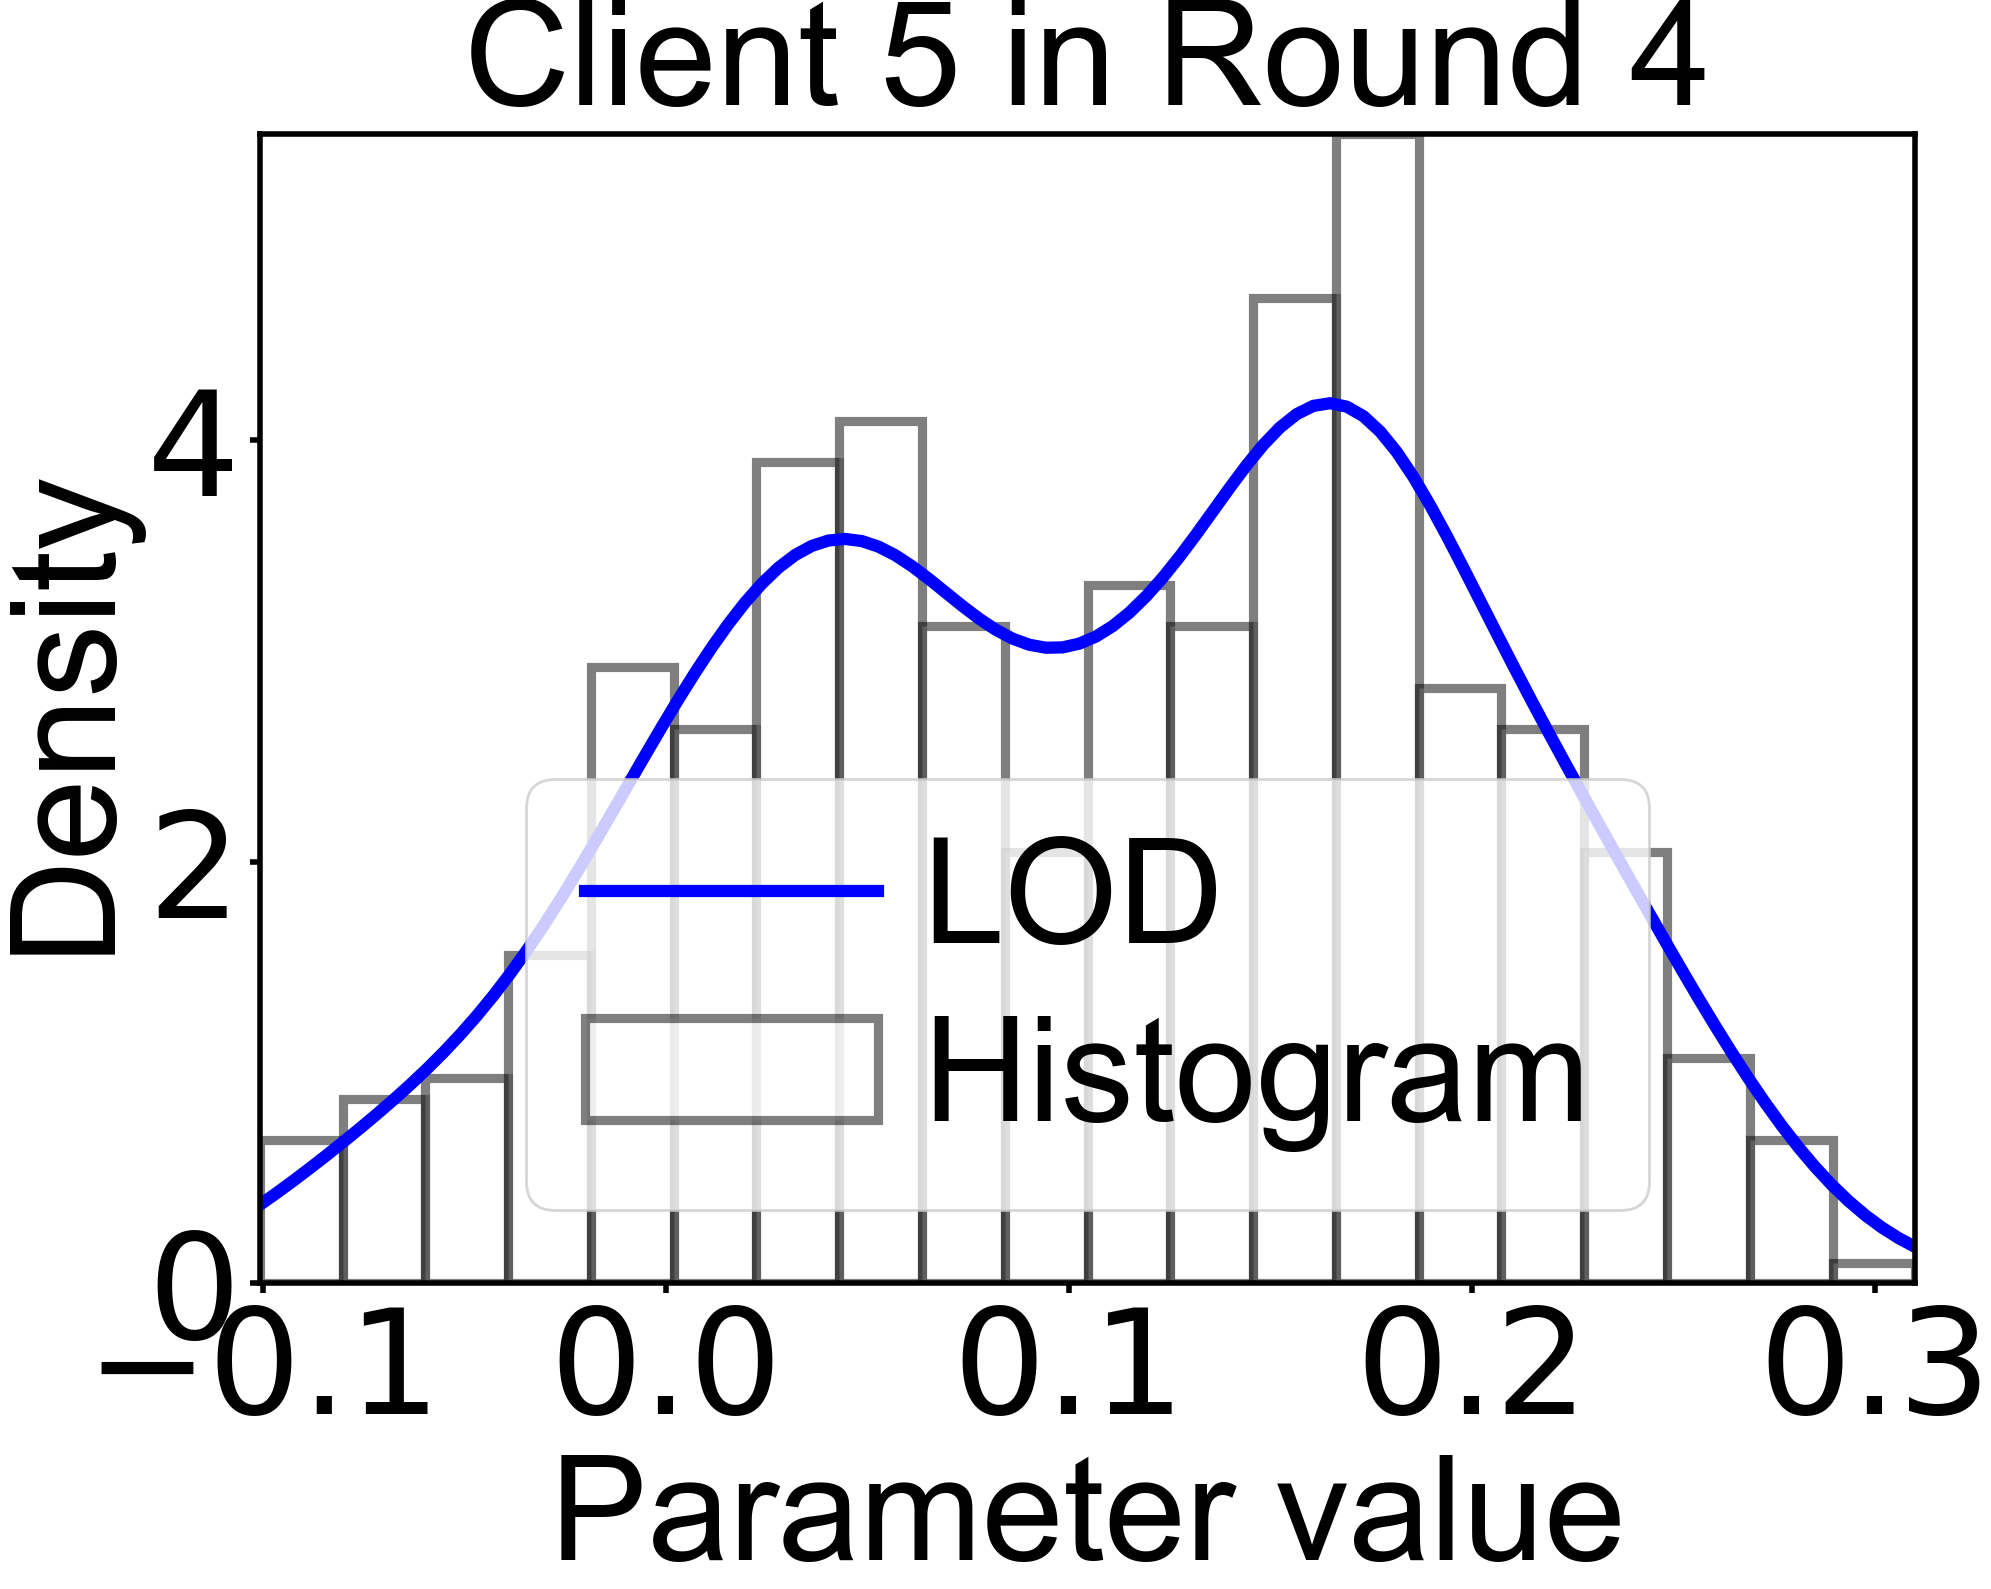 Client 5 in Round 4
Density
4
2
0
LOD
Histogram
−0.1 0.0 0.1 0.2 0.3
Parameter value